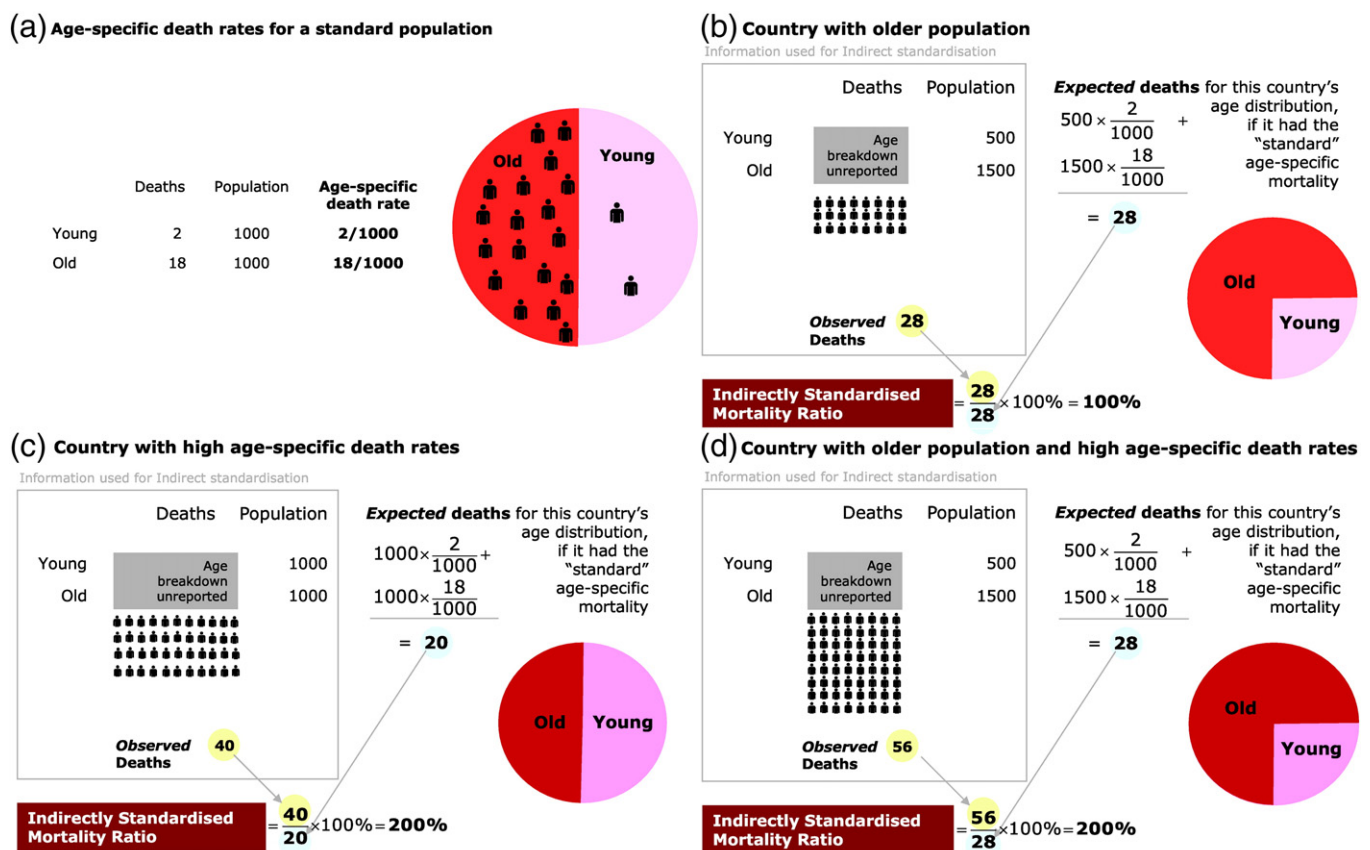 (a) Age-specific death rates for a standard population
Deaths Population Age-specific
death rate
Young 2 1000 2/1000
Old 18 1000 18/1000
Old
Young
(b) Country with older population
Information used for Indirect standardisation
Deaths Population
Young 500
Old 1500
Age
breakdown
unreported
Observed 28
Deaths
Expected deaths for this country's
age distribution,
if it had the
"standard"
age-specific
mortality
500 × 2/1000 +
1500 × 18/1000
= 28
Old
Young
Indirectly Standardised
Mortality Ratio
= 28/28 ×100% = 100%
(c) Country with high age-specific death rates
Information used for Indirect standardisation
Deaths Population
Young 1000
Old 1000
Age
breakdown
unreported
Observed 40
Deaths
Expected deaths for this country's
age distribution,
if it had the
"standard"
age-specific
mortality
1000× 2/1000 +
1000× 18/1000
= 20
Old Young
Indirectly Standardised
Mortality Ratio
= 40/20 ×100% = 200%
(d) Country with older population and high age-specific death rates
Information used for Indirect standardisation
Deaths Population
Young 500
Old 1500
Age
breakdown
unreported
Observed 56
Deaths
Expected deaths for this country's
age distribution,
if it had the
"standard"
age-specific
mortality
500 × 2/1000 +
1500 × 18/1000
= 28
Old
Young
Indirectly Standardised
Mortality Ratio
= 56/28 ×100% = 200%